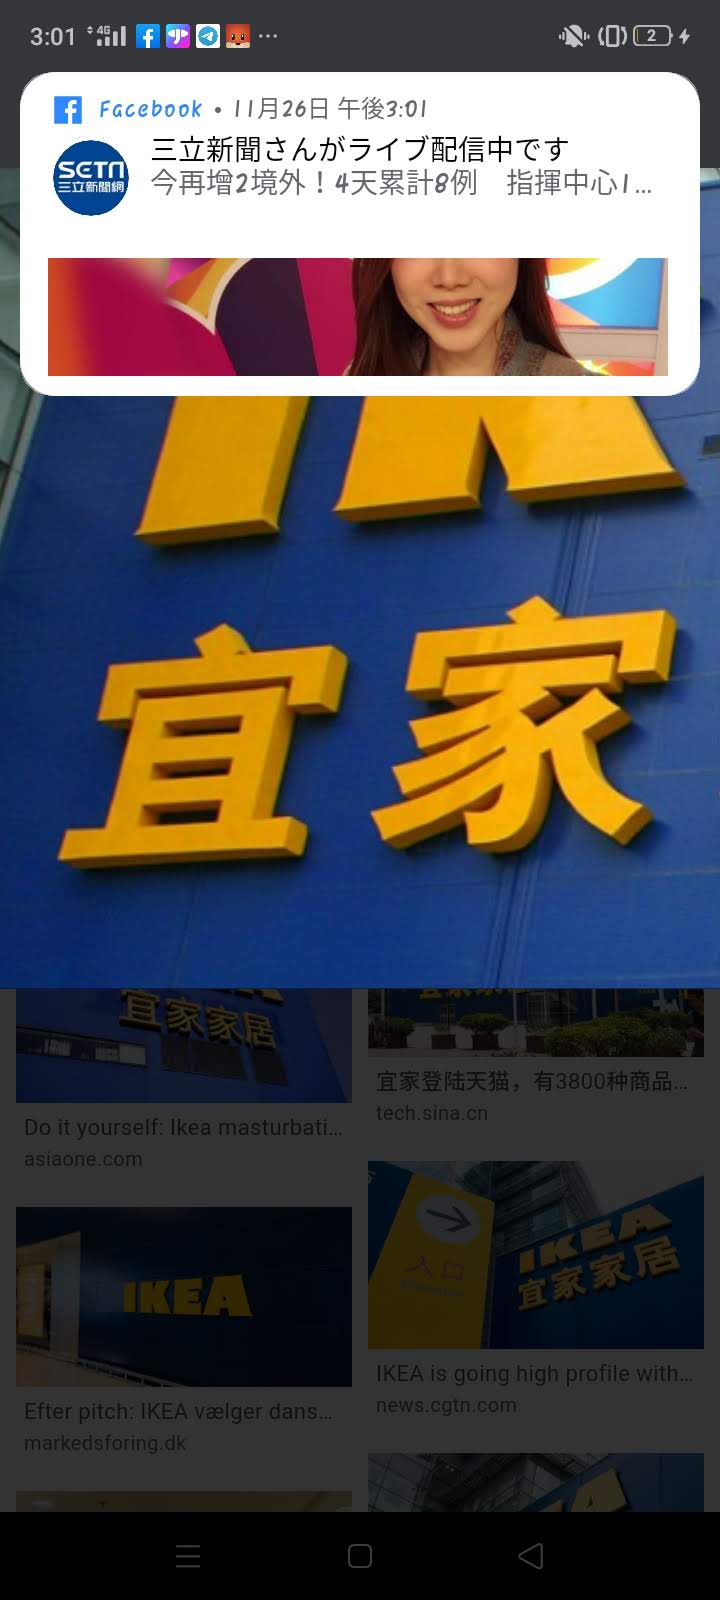 3:01 4G 2
Facebook • 11月26日 午後3:01
SETN
三立新聞網
三立新聞さんがライブ配信中です
今再增2境外！4天累計8例　指揮中心1...
IK
宜家
宜家家居
Do it yourself: Ikea masturbati...
asiaone.com
宜家登陆天猫，有3800种商品...
tech.sina.cn
IKEA
Efter pitch: IKEA vælger dans...
markedsforing.dk
入口
IKEA
宜家家居
IKEA is going high profile with...
news.cgtn.com